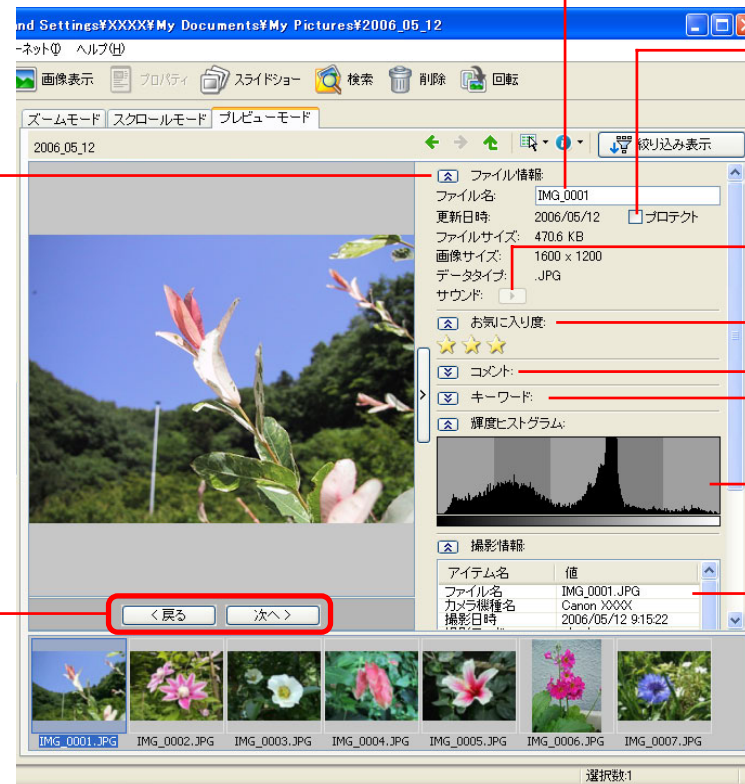 nd Settings¥XXXX¥My Documents¥My Pictures¥2006_05_12
ーネット(I) ヘルプ(H)
画像表示 プロパティ スライドショー 検索 削除 回転
ズームモード スクロールモード プレビューモード
2006_05_12 絞り込み表示
ファイル情報:
ファイル名: IMG_0001
更新日時: 2006/05/12 プロテクト
ファイルサイズ: 470.6 KB
画像サイズ: 1600 x 1200
データタイプ: .JPG
サウンド:
お気に入り度:
コメント:
キーワード:
輝度ヒストグラム:
撮影情報:
アイテム名 値
ファイル名 IMG_0001.JPG
カメラ機種名 Canon XXXX
撮影日時 2006/05/12 9:15:22
<戻る 次へ>
IMG_0001.JPG IMG_0002.JPG IMG_0003.JPG IMG_0004.JPG IMG_0005.JPG IMG_0006.JPG IMG_0007.JPG
選択数:1